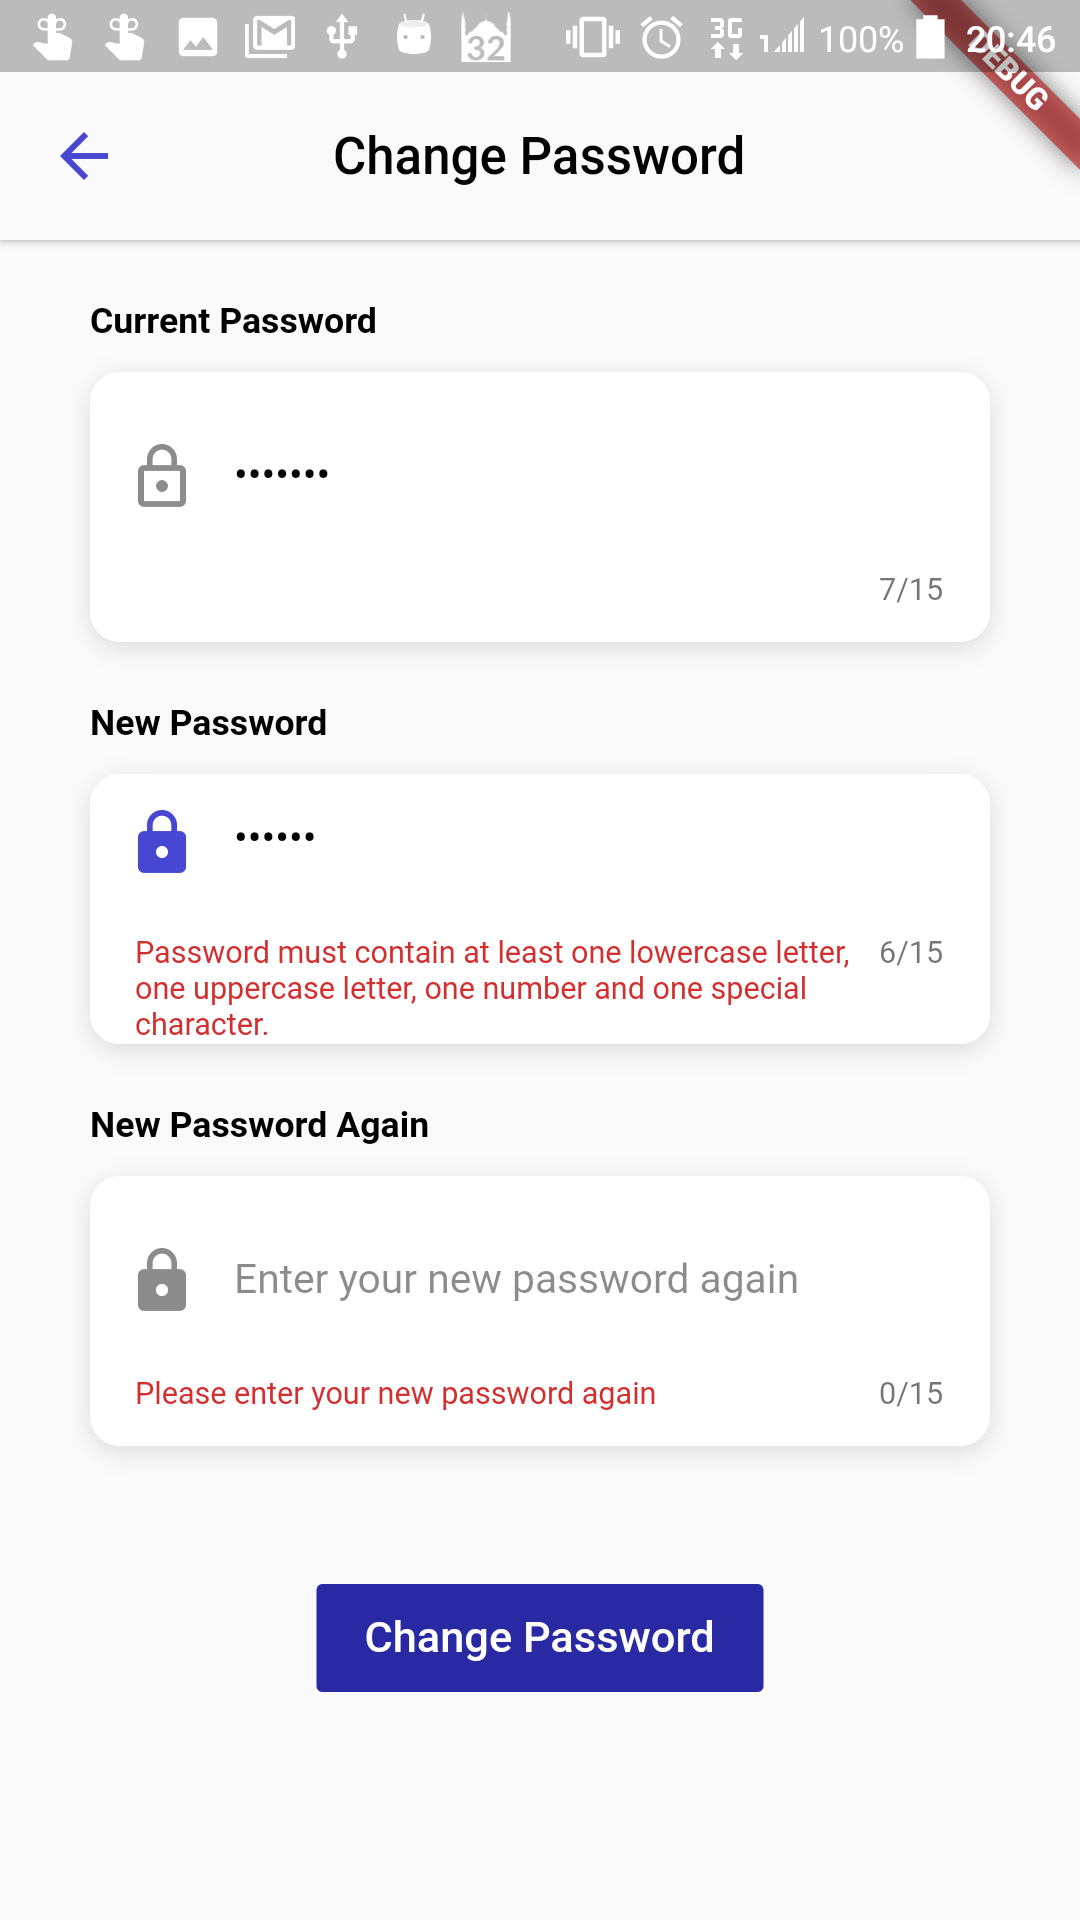 32 3G 1 100% 20:46
DEBUG
Change Password
Current Password
•••••••
7/15
New Password
••••••
Password must contain at least one lowercase letter, 6/15
one uppercase letter, one number and one special
character.
New Password Again
Enter your new password again
Please enter your new password again 0/15
Change Password